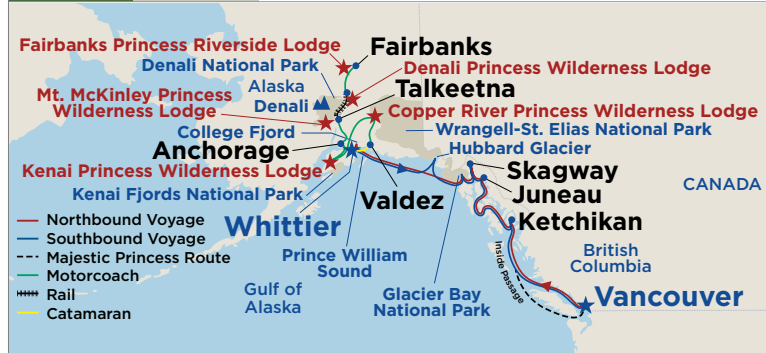 Fairbanks Princess Riverside Lodge
Fairbanks
Denali National Park
Denali Princess Wilderness Lodge
Alaska
Talkeetna
Mt. McKinley Princess
Wilderness Lodge
Denali
Copper River Princess Wilderness Lodge
College Fjord
Wrangell-St. Elias National Park
Anchorage
Hubbard Glacier
Kenai Princess Wilderness Lodge
Skagway
Kenai Fjords National Park
Valdez
Juneau
CANADA
Whittier
Ketchikan
Northbound Voyage
Southbound Voyage
Majestic Princess Route
Motorcoach
Rail
Catamaran
Prince William
Sound
British
Columbia
Gulf of
Alaska
Glacier Bay
National Park
Inside Passage
Vancouver